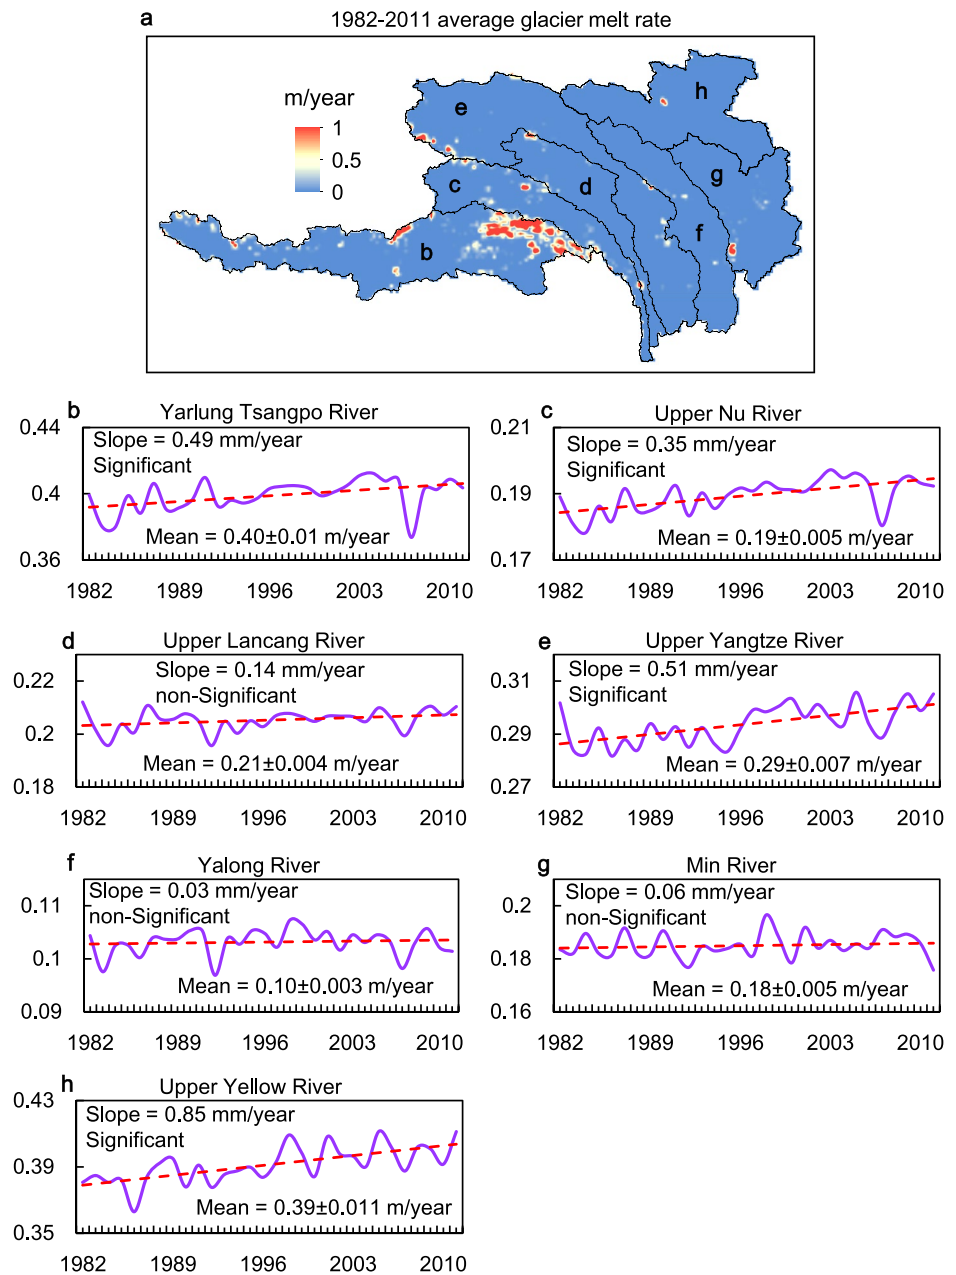 a
1982-2011 average glacier melt rate
m/year
1
0.5
0
e
h
c
d
g
b
f
b
Yarlung Tsangpo River
0.44
0.4
0.36
Slope = 0.49 mm/year
Significant
Mean = 0.40±0.01 m/year
1982 1989 1996 2003 2010
c
Upper Nu River
0.21
0.19
0.17
Slope = 0.35 mm/year
Significant
Mean = 0.19±0.005 m/year
1982 1989 1996 2003 2010
d
Upper Lancang River
0.22
0.2
0.18
Slope = 0.14 mm/year
non-Significant
Mean = 0.21±0.004 m/year
1982 1989 1996 2003 2010
e
Upper Yangtze River
0.31
0.29
0.27
Slope = 0.51 mm/year
Significant
Mean = 0.29±0.007 m/year
1982 1989 1996 2003 2010
f
Yalong River
0.11
0.1
0.09
Slope = 0.03 mm/year
non-Significant
Mean = 0.10±0.003 m/year
1982 1989 1996 2003 2010
g
Min River
0.2
0.18
0.16
Slope = 0.06 mm/year
non-Significant
Mean = 0.18±0.005 m/year
1982 1989 1996 2003 2010
h
Upper Yellow River
0.43
0.39
0.35
Slope = 0.85 mm/year
Significant
Mean = 0.39±0.011 m/year
1982 1989 1996 2003 2010